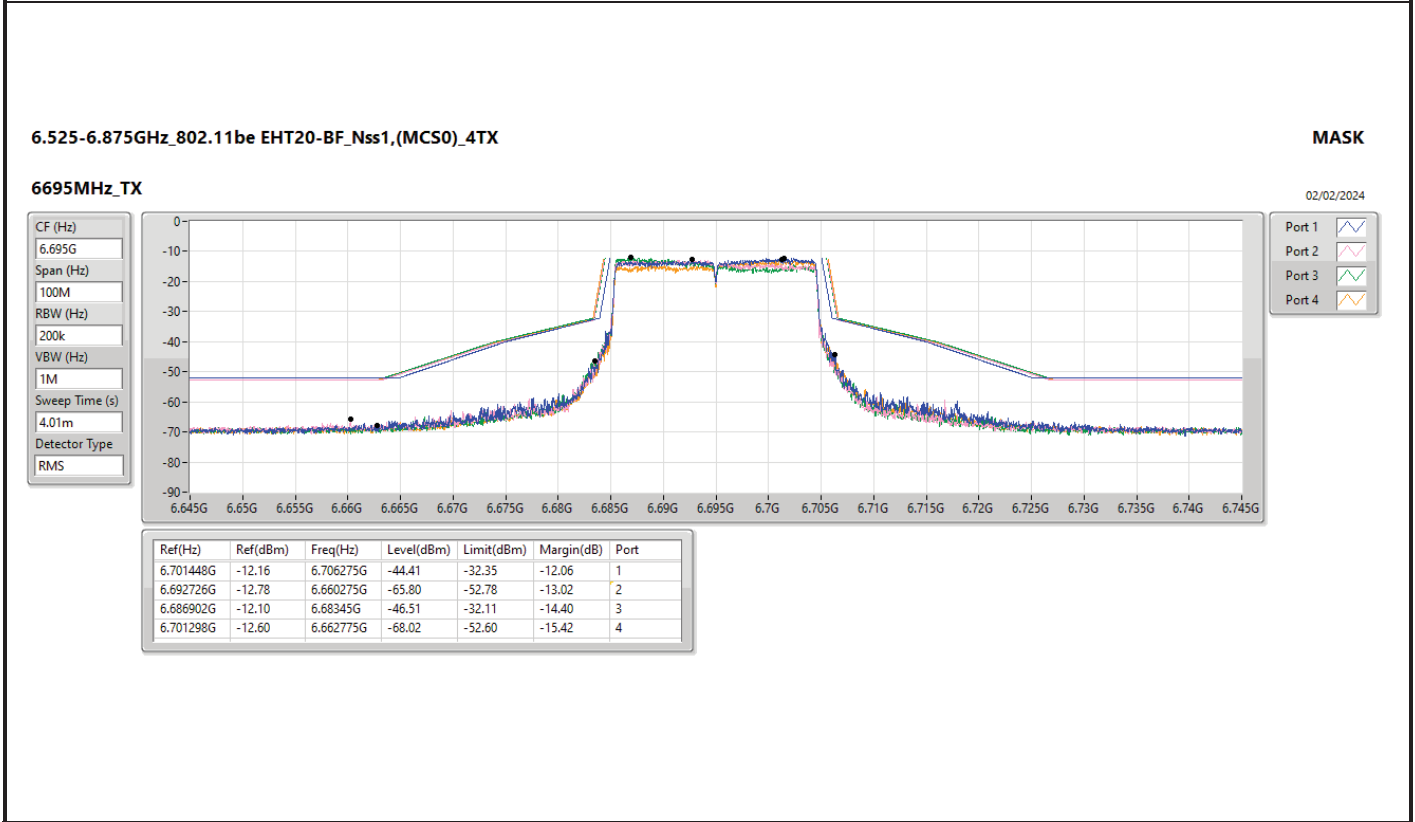 6.525-6.875GHz_802.11be EHT20-BF_Nss1,(MCS0)_4TX
MASK
6695MHz_TX
02/02/2024
CF (Hz)
6.695G
Span (Hz)
100M
RBW (Hz)
200k
VBW (Hz)
1M
Sweep Time (s)
4.01m
Detector Type
RMS
0
-10
-20
-30
-40
-50
-60
-70
-80
-90
6.645G 6.65G 6.655G 6.66G 6.665G 6.67G 6.675G 6.68G 6.685G 6.69G 6.695G 6.7G 6.705G 6.71G 6.715G 6.72G 6.725G 6.73G 6.735G 6.74G 6.745G
Port 1
Port 2
Port 3
Port 4
Ref(Hz) Ref(dBm) Freq(Hz) Level(dBm) Limit(dBm) Margin(dB) Port
6.701448G -12.16 6.706275G -44.41 -32.35 -12.06 1
6.692726G -12.78 6.660275G -65.80 -52.78 -13.02 2
6.686902G -12.10 6.68345G -46.51 -32.11 -14.40 3
6.701298G -12.60 6.662775G -68.02 -52.60 -15.42 4